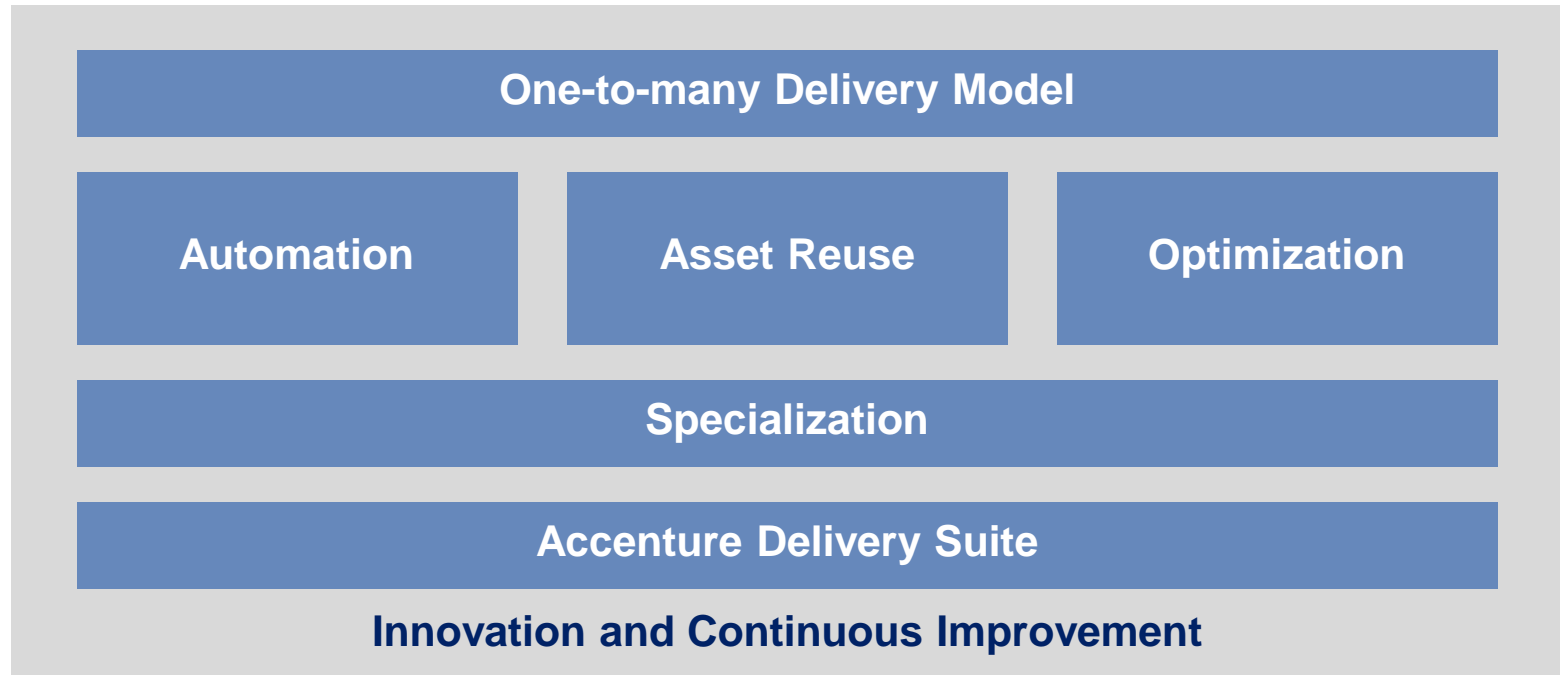 One-to-many Delivery Model
Automation
Asset Reuse
Optimization
Specialization
Accenture Delivery Suite
Innovation and Continuous Improvement